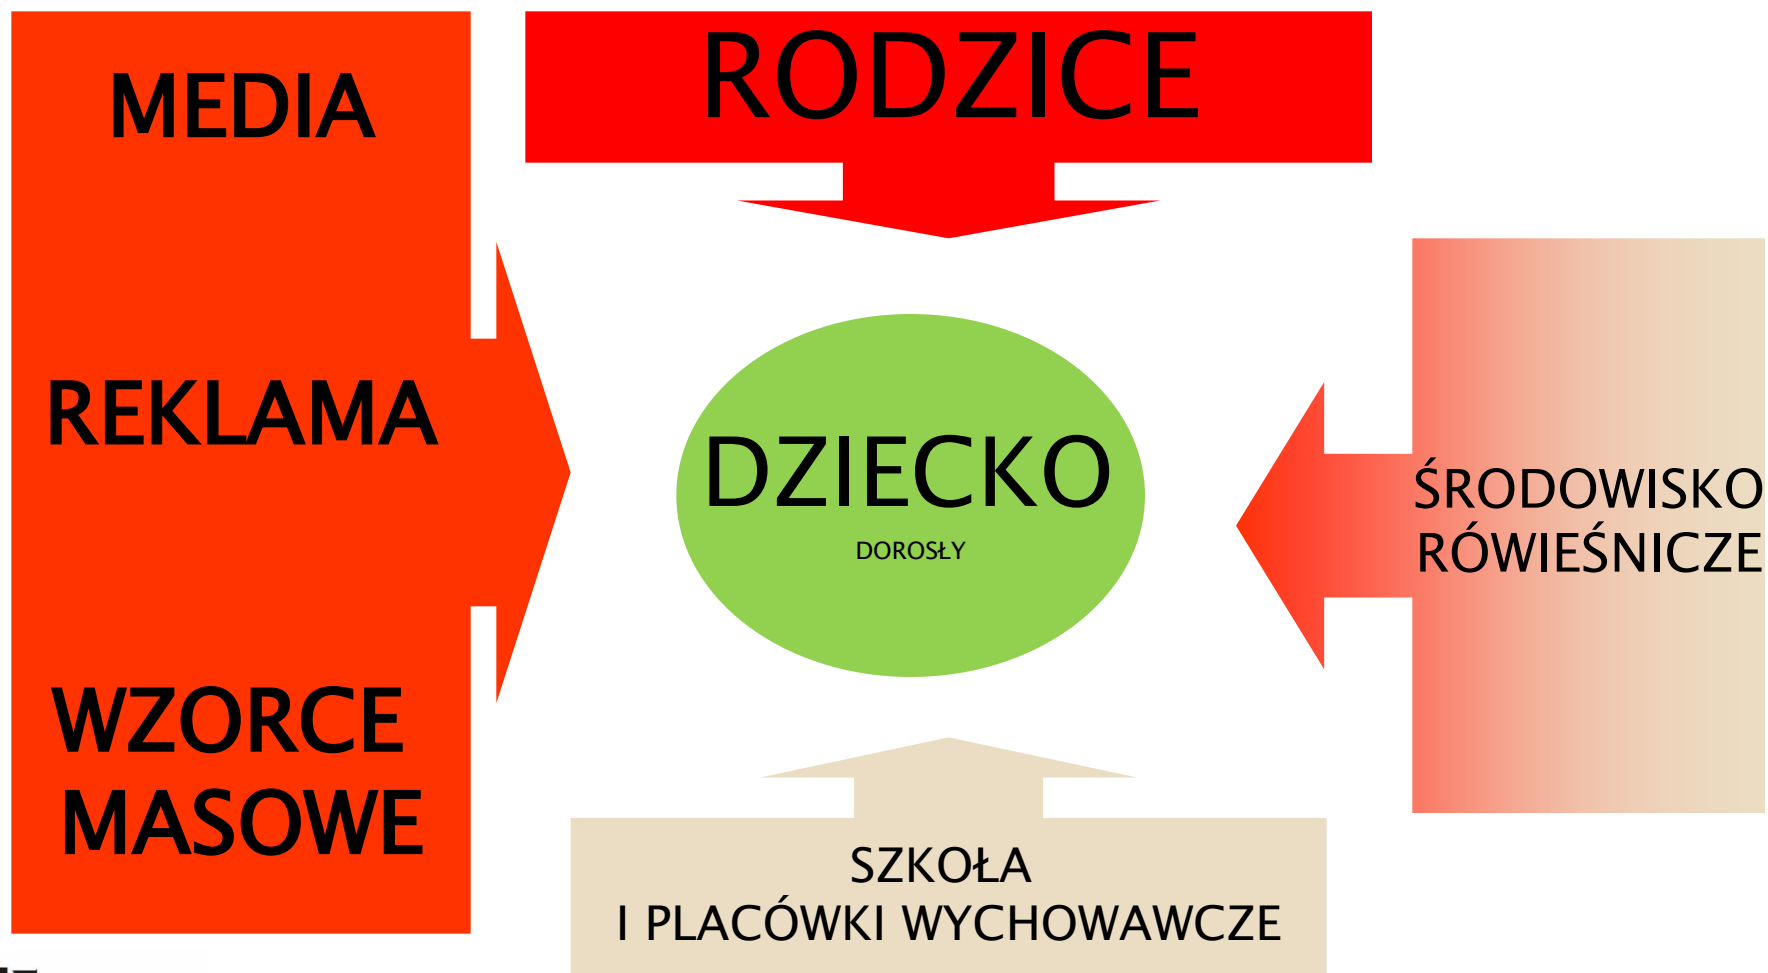 MEDIA
REKLAMA
WZORCE
MASOWE
RODZICE
DZIECKO
DOROSŁY
ŚRODOWISKO
RÓWIEŚNICZE
SZKOŁA
I PLACÓWKI WYCHOWAWCZE